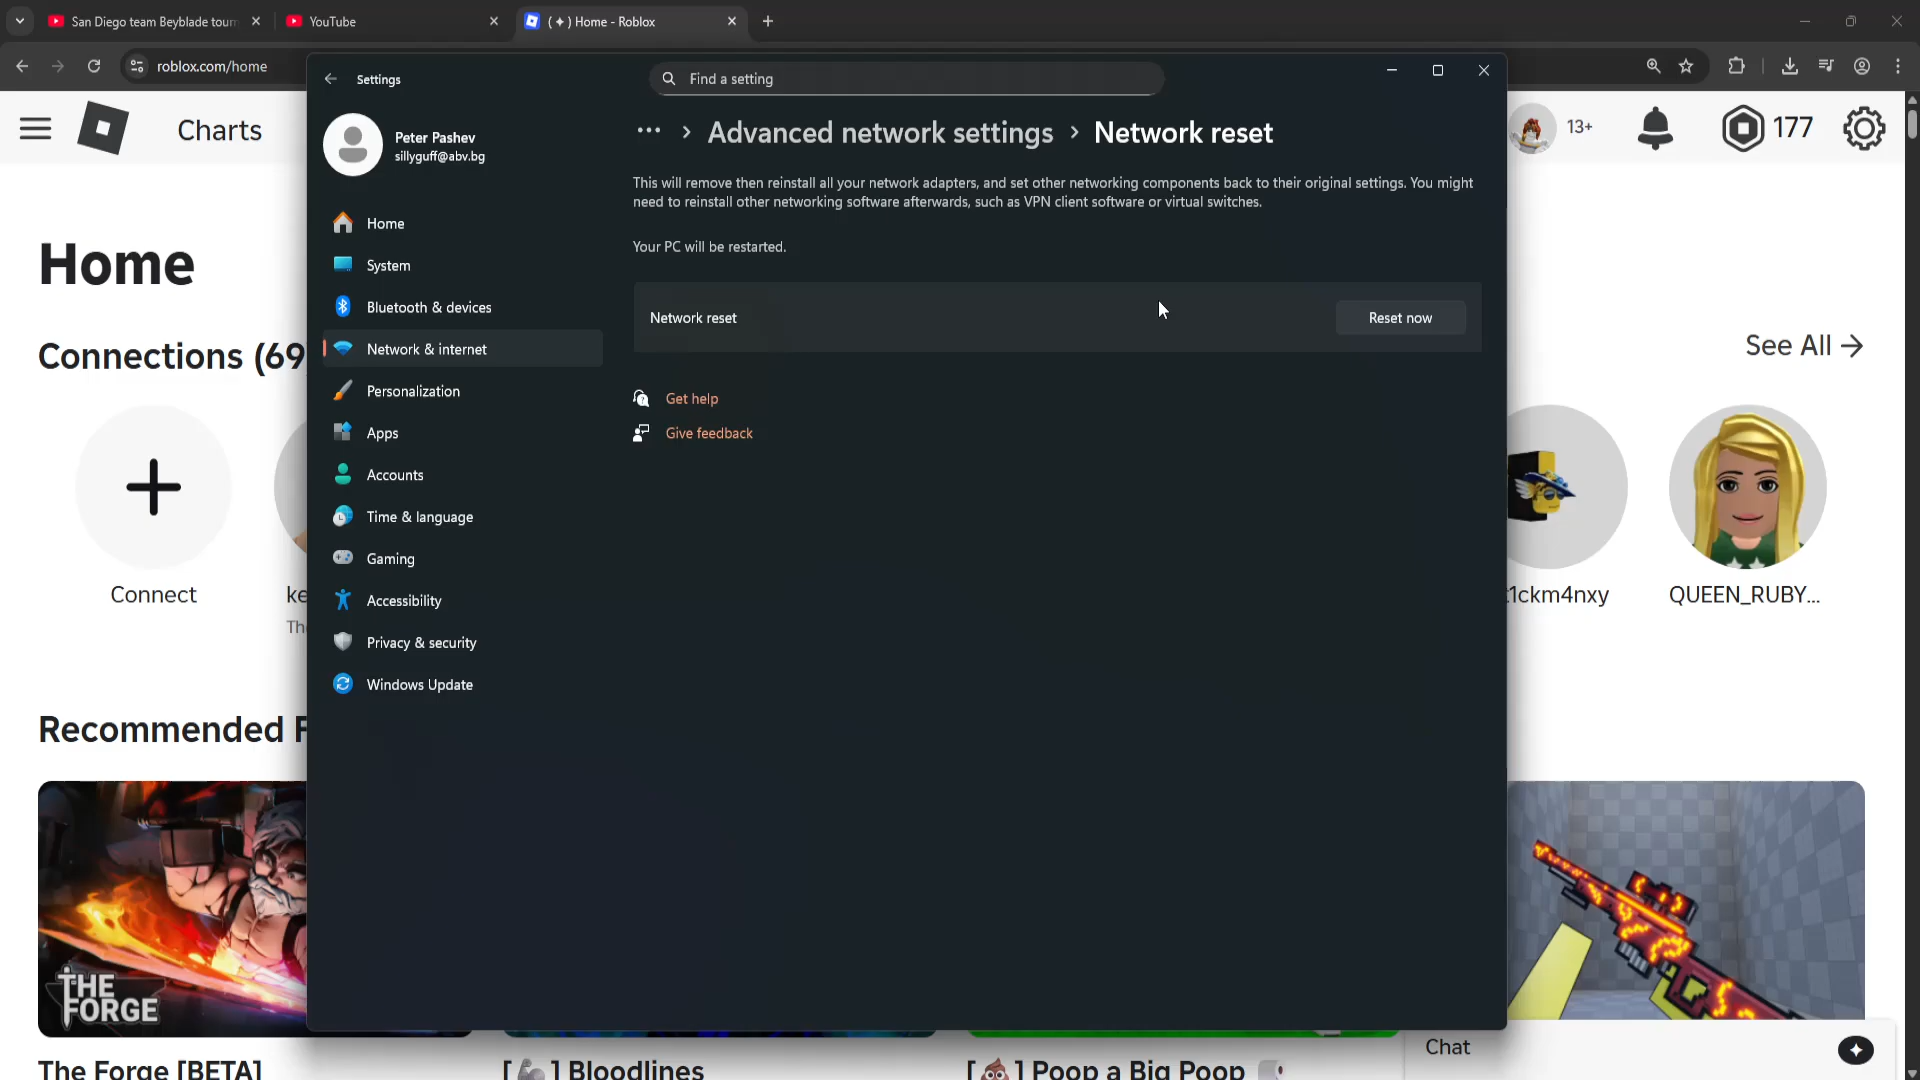 San Diego team Beyblade tourn
YouTube
(✦) Home - Roblox
roblox.com/home
Settings
Find a setting
Charts
13+
177
Peter Pashev
sillyguff@abv.bg
··· > Advanced network settings > Network reset
This will remove then reinstall all your network adapters, and set other networking components back to their original settings. You might
need to reinstall other networking software afterwards, such as VPN client software or virtual switches.
Your PC will be restarted.
Network reset
Reset now
Get help
Give feedback
Home
System
Bluetooth & devices
Network & internet
Personalization
Apps
Accounts
Time & language
Gaming
Accessibility
Privacy & security
Windows Update
Home
Connections (69
See All →
Connect
ke
Th
1ckm4nxy
QUEEN_RUBY...
Recommended F
THE
FORGE
The Forge [BETA]
[🦾] Bloodlines
[💩] Poop a Big Poop 🧻
Chat